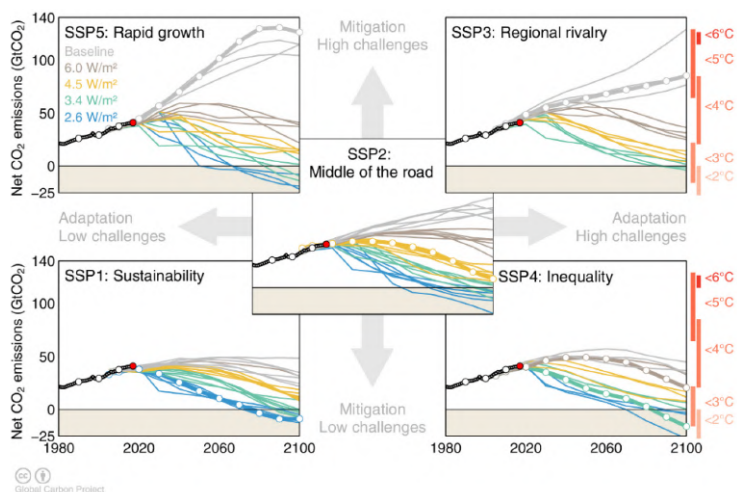 140
SSP5: Rapid growth
Baseline
6.0 W/m²
4.5 W/m²
3.4 W/m²
2.6 W/m²
100
50
0
−25
Net CO₂ emissions (GtCO₂)
Mitigation
High challenges
SSP3: Regional rivalry
<6°C
<5°C
<4°C
<3°C
<2°C
SSP2:
Middle of the road
Adaptation
Low challenges
Adaptation
High challenges
140
SSP1: Sustainability
100
50
0
−25
Net CO₂ emissions (GtCO₂)
1980
2020
2060
2100
Mitigation
Low challenges
SSP4: Inequality
<6°C
<5°C
<4°C
<3°C
<2°C
1980
2020
2060
2100
Global Carbon Project